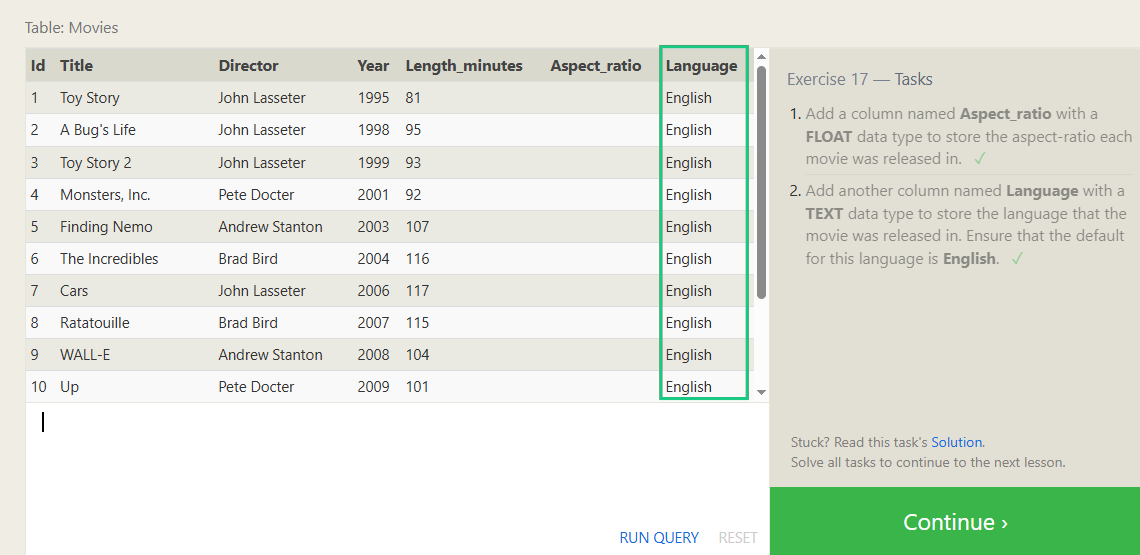 Table: Movies
Id Title Director Year Length_minutes Aspect_ratio Language
1 Toy Story John Lasseter 1995 81 English
2 A Bug's Life John Lasseter 1998 95 English
3 Toy Story 2 John Lasseter 1999 93 English
4 Monsters, Inc. Pete Docter 2001 92 English
5 Finding Nemo Andrew Stanton 2003 107 English
6 The Incredibles Brad Bird 2004 116 English
7 Cars John Lasseter 2006 117 English
8 Ratatouille Brad Bird 2007 115 English
9 WALL-E Andrew Stanton 2008 104 English
10 Up Pete Docter 2009 101 English
RUN QUERY RESET
Exercise 17 — Tasks
1. Add a column named Aspect_ratio with a
FLOAT data type to store the aspect-ratio each
movie was released in. ✓
2. Add another column named Language with a
TEXT data type to store the language that the
movie was released in. Ensure that the default
for this language is English. ✓
Stuck? Read this task's Solution.
Solve all tasks to continue to the next lesson.
Continue ›